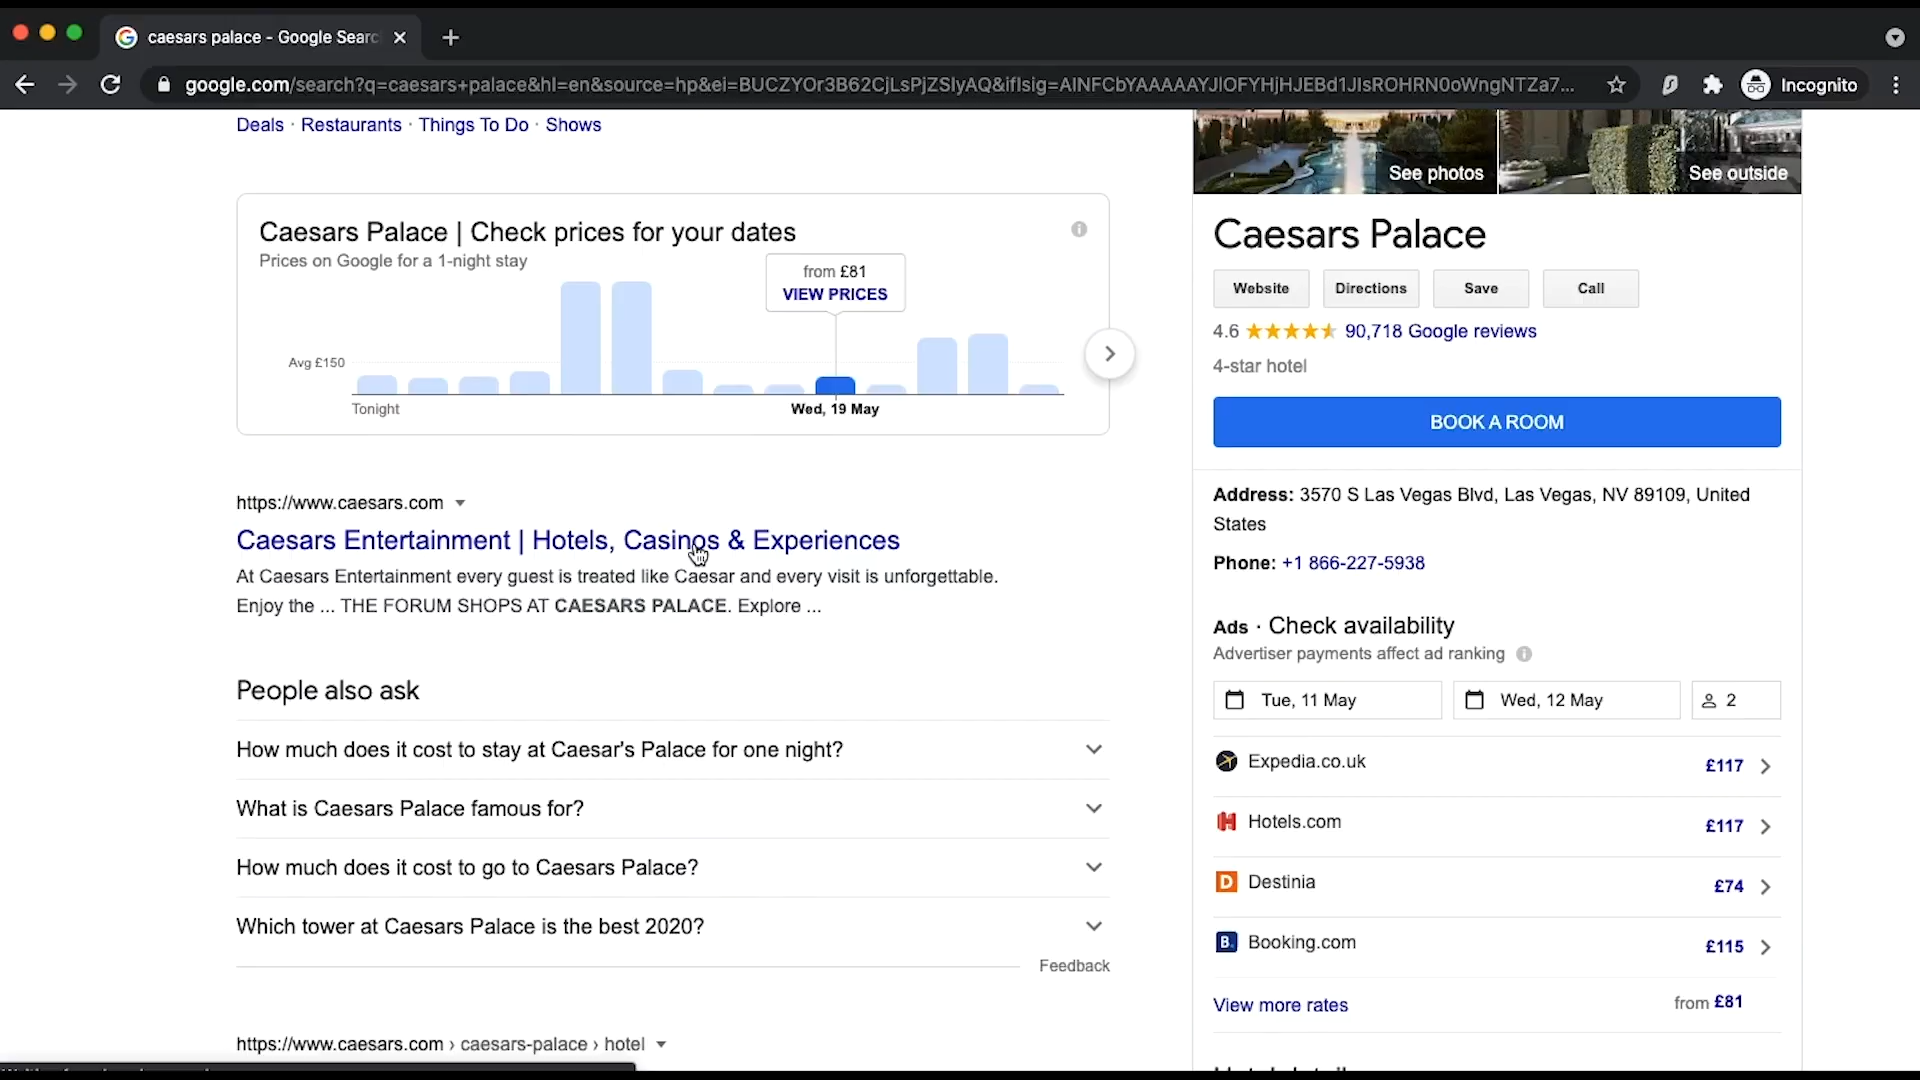 caesars palace - Google Searc
google.com/search?q=caesars+palace&hl=en&source=hp&ei=BUCZYOr3B62CjLsPjZSIyAQ&iflsig=AINFCbYAAAAAYJlOFYHjHJEBd1JIsROHRN0oWngNTZa7...
Incognito
Deals · Restaurants · Things To Do · Shows
Caesars Palace | Check prices for your dates
Prices on Google for a 1-night stay
from £81
VIEW PRICES
Avg £150
Tonight
Wed, 19 May
https://www.caesars.com
Caesars Entertainment | Hotels, Casinos & Experiences
At Caesars Entertainment every guest is treated like Caesar and every visit is unforgettable.
Enjoy the ... THE FORUM SHOPS AT CAESARS PALACE. Explore ...
People also ask
How much does it cost to stay at Caesar's Palace for one night?
What is Caesars Palace famous for?
How much does it cost to go to Caesars Palace?
Which tower at Caesars Palace is the best 2020?
Feedback
https://www.caesars.com › caesars-palace › hotel
See photos
See outside
Caesars Palace
Website
Directions
Save
Call
4.6
90,718 Google reviews
4-star hotel
BOOK A ROOM
Address: 3570 S Las Vegas Blvd, Las Vegas, NV 89109, United
States
Phone: +1 866-227-5938
Ads · Check availability
Advertiser payments affect ad ranking
Tue, 11 May
Wed, 12 May
2
Expedia.co.uk
£117
Hotels.com
£117
D
Destinia
£74
B.
Booking.com
£115
View more rates
from £81